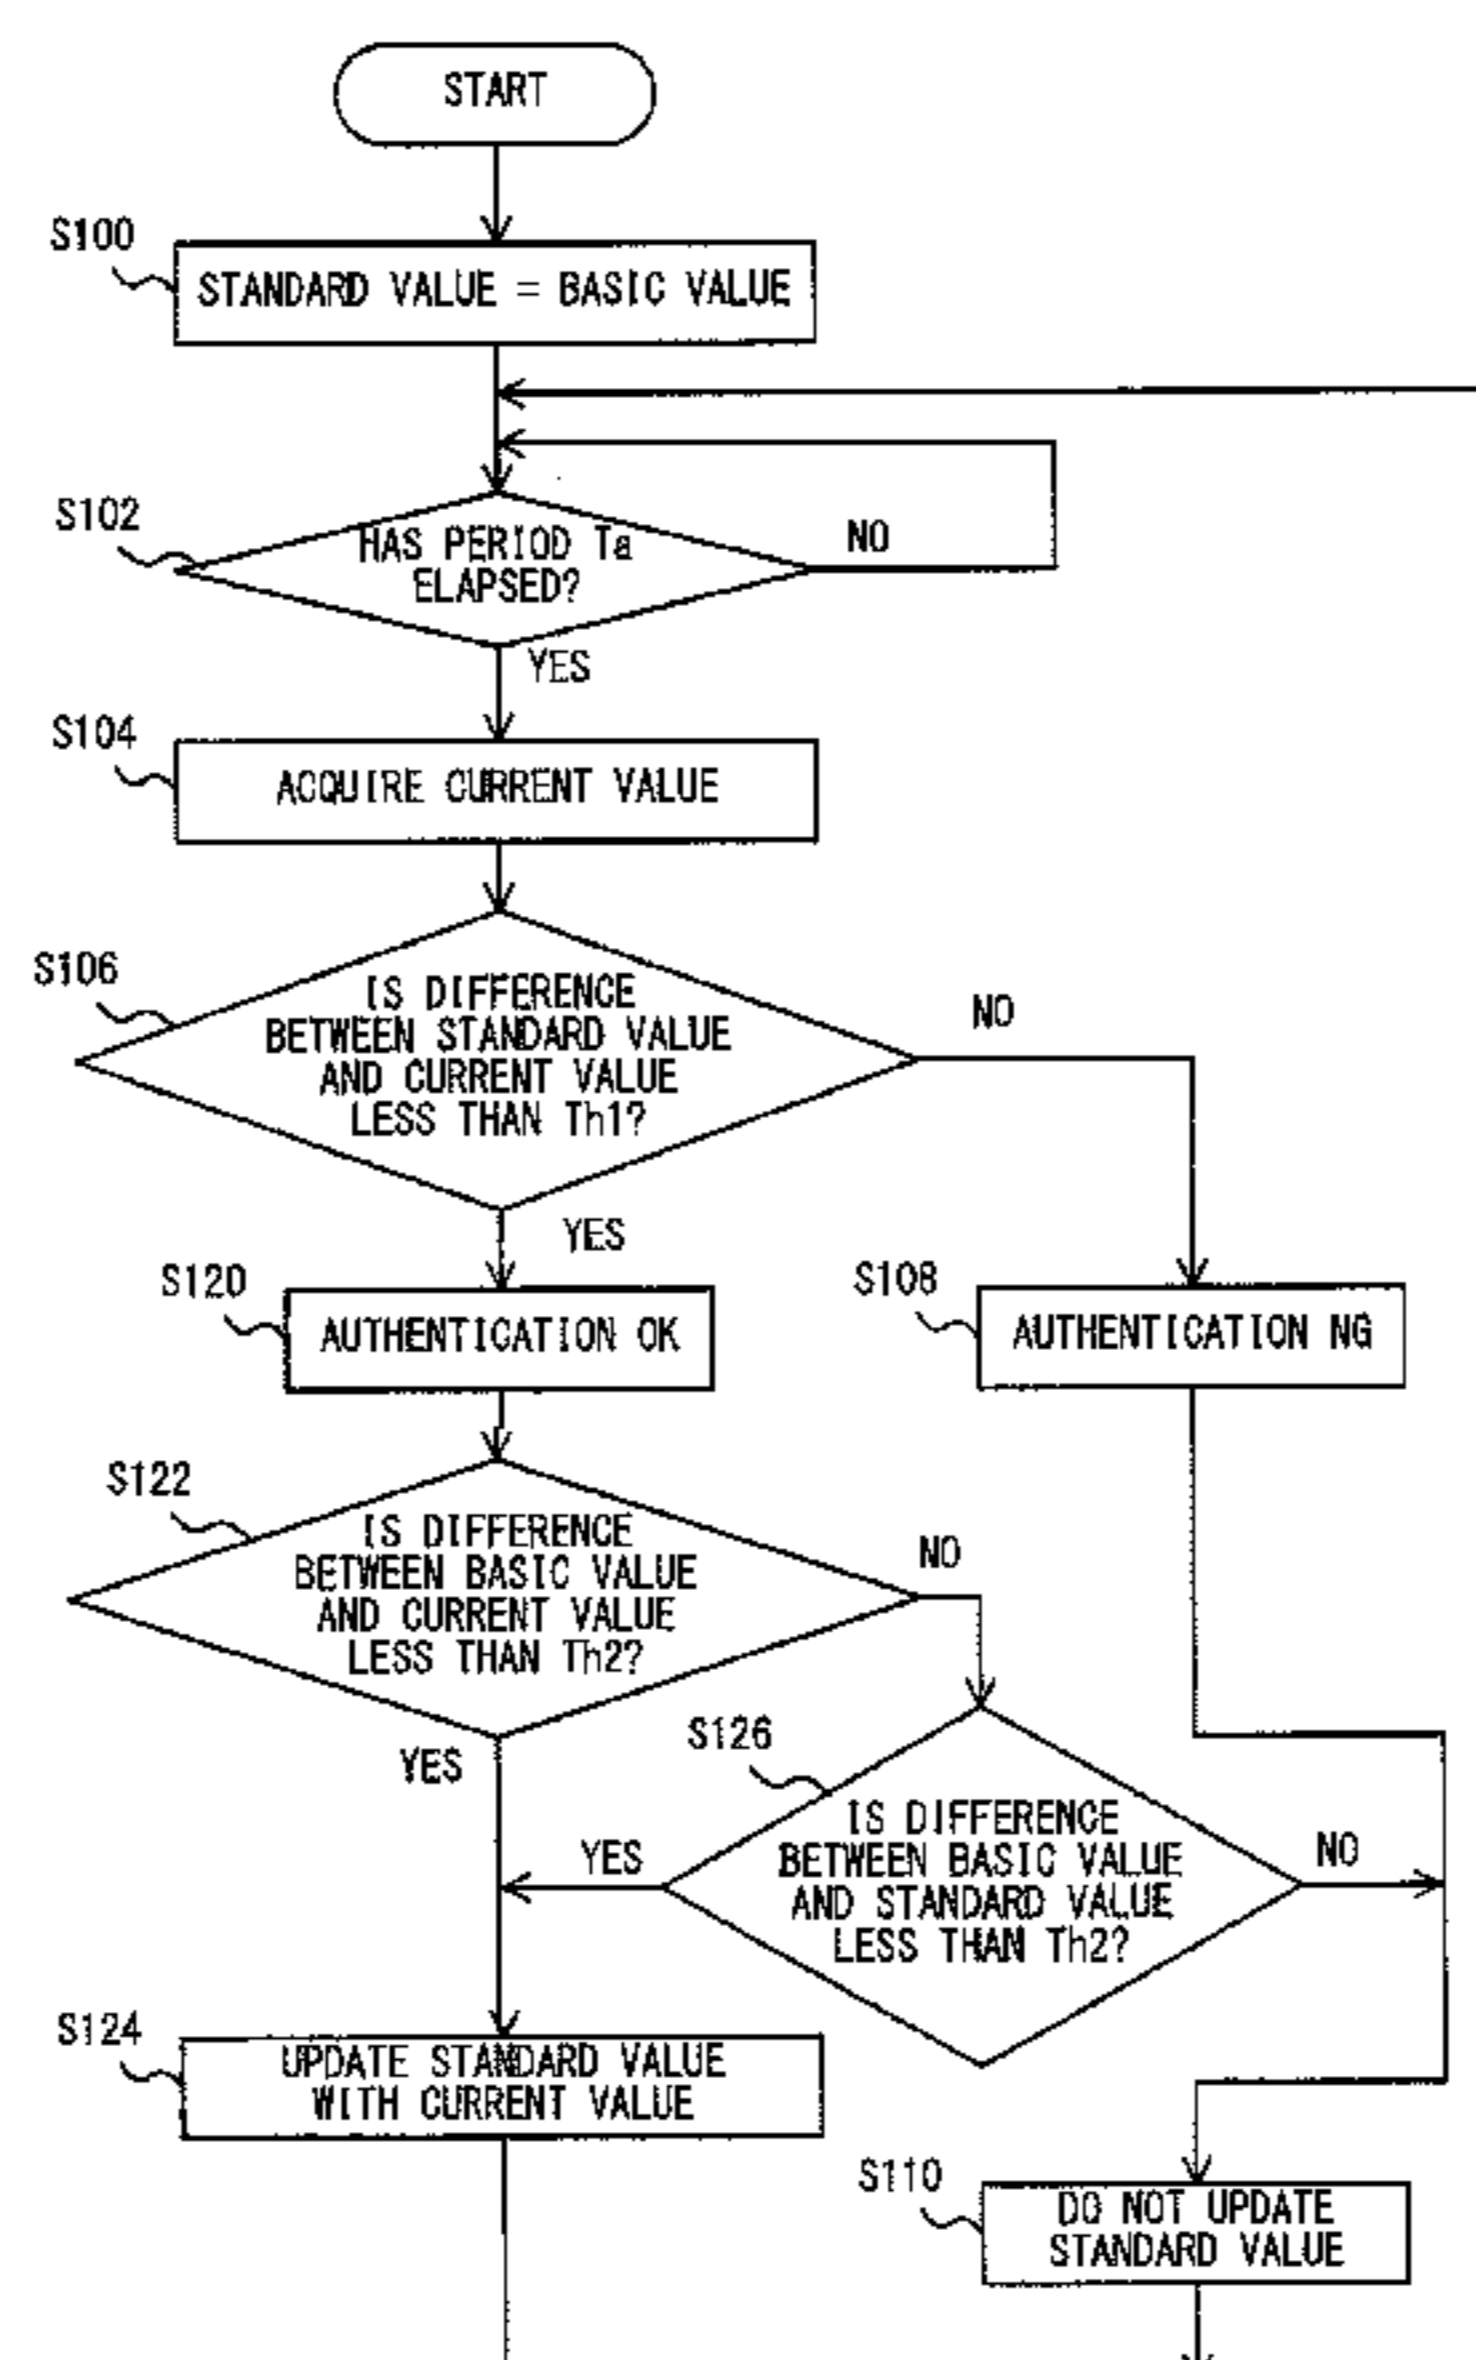 START
S100
STANDARD VALUE = BASIC VALUE
S102
HAS PERIOD Ta
ELAPSED?
NO
YES
S104
ACQUIRE CURRENT VALUE
S106
IS DIFFERENCE
BETWEEN STANDARD VALUE
AND CURRENT VALUE
LESS THAN Th1?
NO
YES
S120
AUTHENTICATION OK
S108
AUTHENTICATION NG
S122
IS DIFFERENCE
BETWEEN BASIC VALUE
AND CURRENT VALUE
LESS THAN Th2?
NO
YES
S126
IS DIFFERENCE
BETWEEN BASIC VALUE
AND STANDARD VALUE
LESS THAN Th2?
YES
NO
S124
UPDATE STANDARD VALUE
WITH CURRENT VALUE
S110
DO NOT UPDATE
STANDARD VALUE